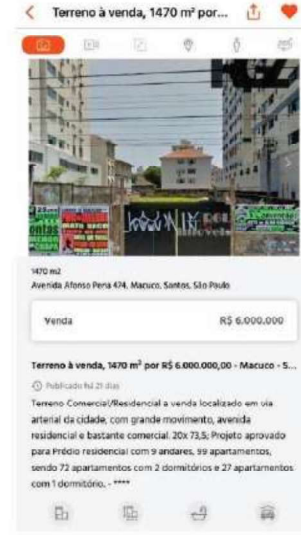 Terreno à venda, 1470 m² por...
RGL
Imóveis
1470 m2
Avenida Afonso Pena 474, Macuco, Santos, São Paulo
Venda R$ 6.000.000
Terreno à venda, 1470 m² por R$ 6.000.000,00 - Macuco - S...
Publicado há 21 dias
Terreno Comercial/Residencial a venda localizado em via
arterial da cidade, com grande movimento, avenida
residencial e bastante comercial. 20x 73,5; Projeto aprovado
para Prédio residencial com 9 andares, 99 apartamentos,
sendo 72 apartamentos com 2 dormitórios e 27 apartamentos
com 1 dormitório. - ****